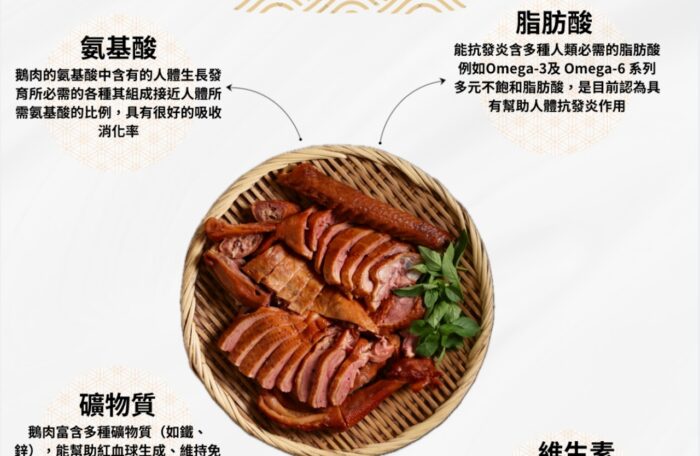 氨基酸
鵝肉的氨基酸中含有的人體生長發
育所必需的各種其組成接近人體所
需氨基酸的比例，具有很好的吸收
消化率
脂肪酸
能抗發炎含多種人類必需的脂肪酸
例如Omega-3及 Omega-6 系列
多元不飽和脂肪酸，是目前認為具
有幫助人體抗發炎作用
礦物質
鵝肉富含多種礦物質（如鐵、
鋅），能幫助紅血球生成、維持免
維生素